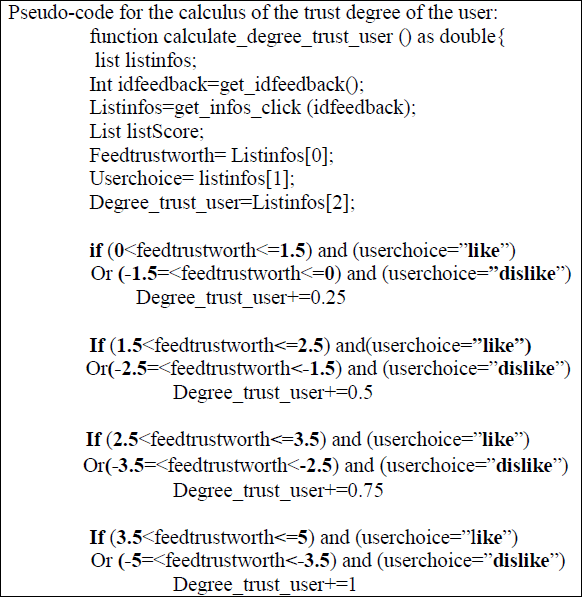 Pseudo-code for the calculus of the trust degree of the user:
function calculate_degree_trust_user () as double{
list listinfos;
Int idfeedback=get_idfeedback();
Listinfos=get_infos_click (idfeedback);
List listScore;
Feedtrustworth= Listinfos[0];
Userchoice= listinfos[1];
Degree_trust_user=Listinfos[2];
if (0<feedtrustworth<=1.5) and (userchoice=”like”)
Or (-1.5=<feedtrustworth<=0) and (userchoice=”dislike”)
Degree_trust_user+=0.25
If (1.5<feedtrustworth<=2.5) and(userchoice=”like”)
Or(-2.5=<feedtrustworth<-1.5) and (userchoice=”dislike”)
Degree_trust_user+=0.5
If (2.5<feedtrustworth<=3.5) and (userchoice=”like”)
Or(-3.5=<feedtrustworth<-2.5) and (userchoice=”dislike”)
Degree_trust_user+=0.75
If (3.5<feedtrustworth<=5) and (userchoice=”like”)
Or (-5=<feedtrustworth<-3.5) and (userchoice=”dislike”)
Degree_trust_user+=1